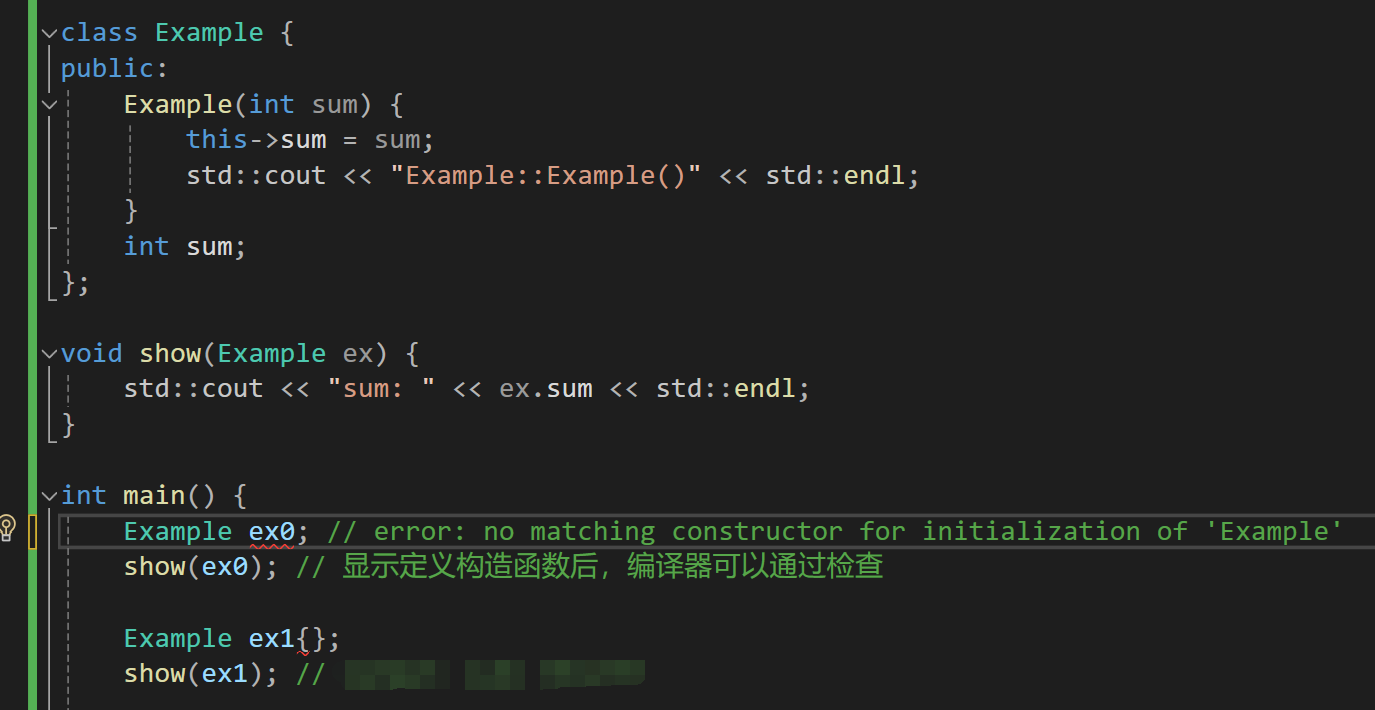 class Example {
public:
    Example(int sum) {
        this->sum = sum;
        std::cout << "Example::Example()" << std::endl;
    }
    int sum;
};
void show(Example ex) {
    std::cout << "sum: " << ex.sum << std::endl;
}
int main() {
    Example ex0; // error: no matching constructor for initialization of 'Example'
    show(ex0); // 显示定义构造函数后，编译器可以通过检查
    Example ex1{};
    show(ex1); //